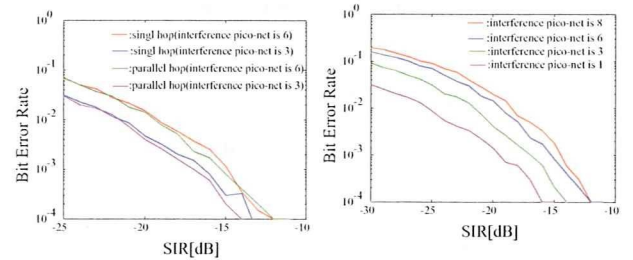 10^0
10^-1
10^-2
10^-3
10^-4
Bit Error Rate
:singl hop(interference pico-net is 6)
:singl hop(interference pico-net is 3)
:parallel hop(interference pico-net is 6)
:parallel hop(interference pico-net is 3)
-25 -20 -15 -10
SIR[dB]
10^0
10^-1
10^-2
10^-3
10^-4
Bit Error Rate
:interference pico-net is 8
:interference pico-net is 6
:interference pico-net is 3
:interference pico-net is 1
-30 -25 -20 -15 -10
SIR[dB]